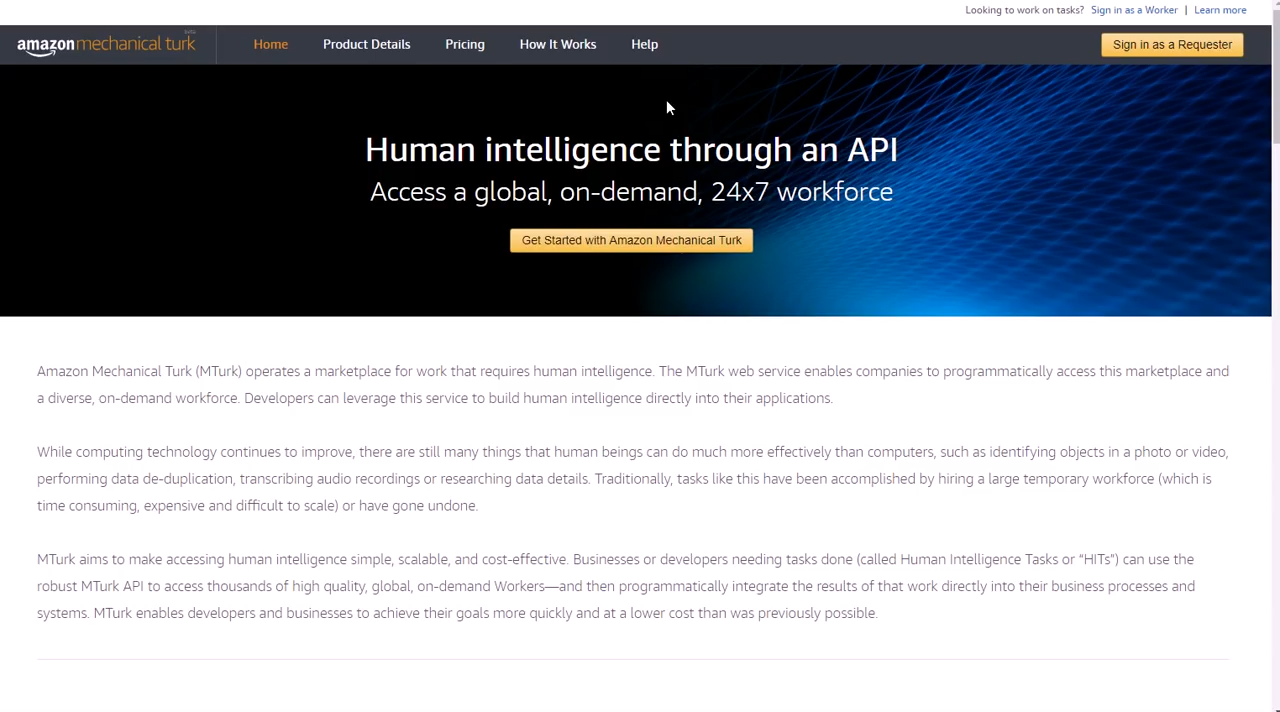 Looking to work on tasks? Sign in as a Worker | Learn more
amazon mechanical turk Home Product Details Pricing How It Works Help Sign in as a Requester
Human intelligence through an API
Access a global, on-demand, 24x7 workforce
Get Started with Amazon Mechanical Turk
Amazon Mechanical Turk (MTurk) operates a marketplace for work that requires human intelligence. The MTurk web service enables companies to programmatically access this marketplace and
a diverse, on-demand workforce. Developers can leverage this service to build human intelligence directly into their applications.
While computing technology continues to improve, there are still many things that human beings can do much more effectively than computers, such as identifying objects in a photo or video,
performing data de-duplication, transcribing audio recordings or researching data details. Traditionally, tasks like this have been accomplished by hiring a large temporary workforce (which is
time consuming, expensive and difficult to scale) or have gone undone.
MTurk aims to make accessing human intelligence simple, scalable, and cost-effective. Businesses or developers needing tasks done (called Human Intelligence Tasks or “HITs”) can use the
robust MTurk API to access thousands of high quality, global, on-demand Workers—and then programmatically integrate the results of that work directly into their business processes and
systems. MTurk enables developers and businesses to achieve their goals more quickly and at a lower cost than was previously possible.